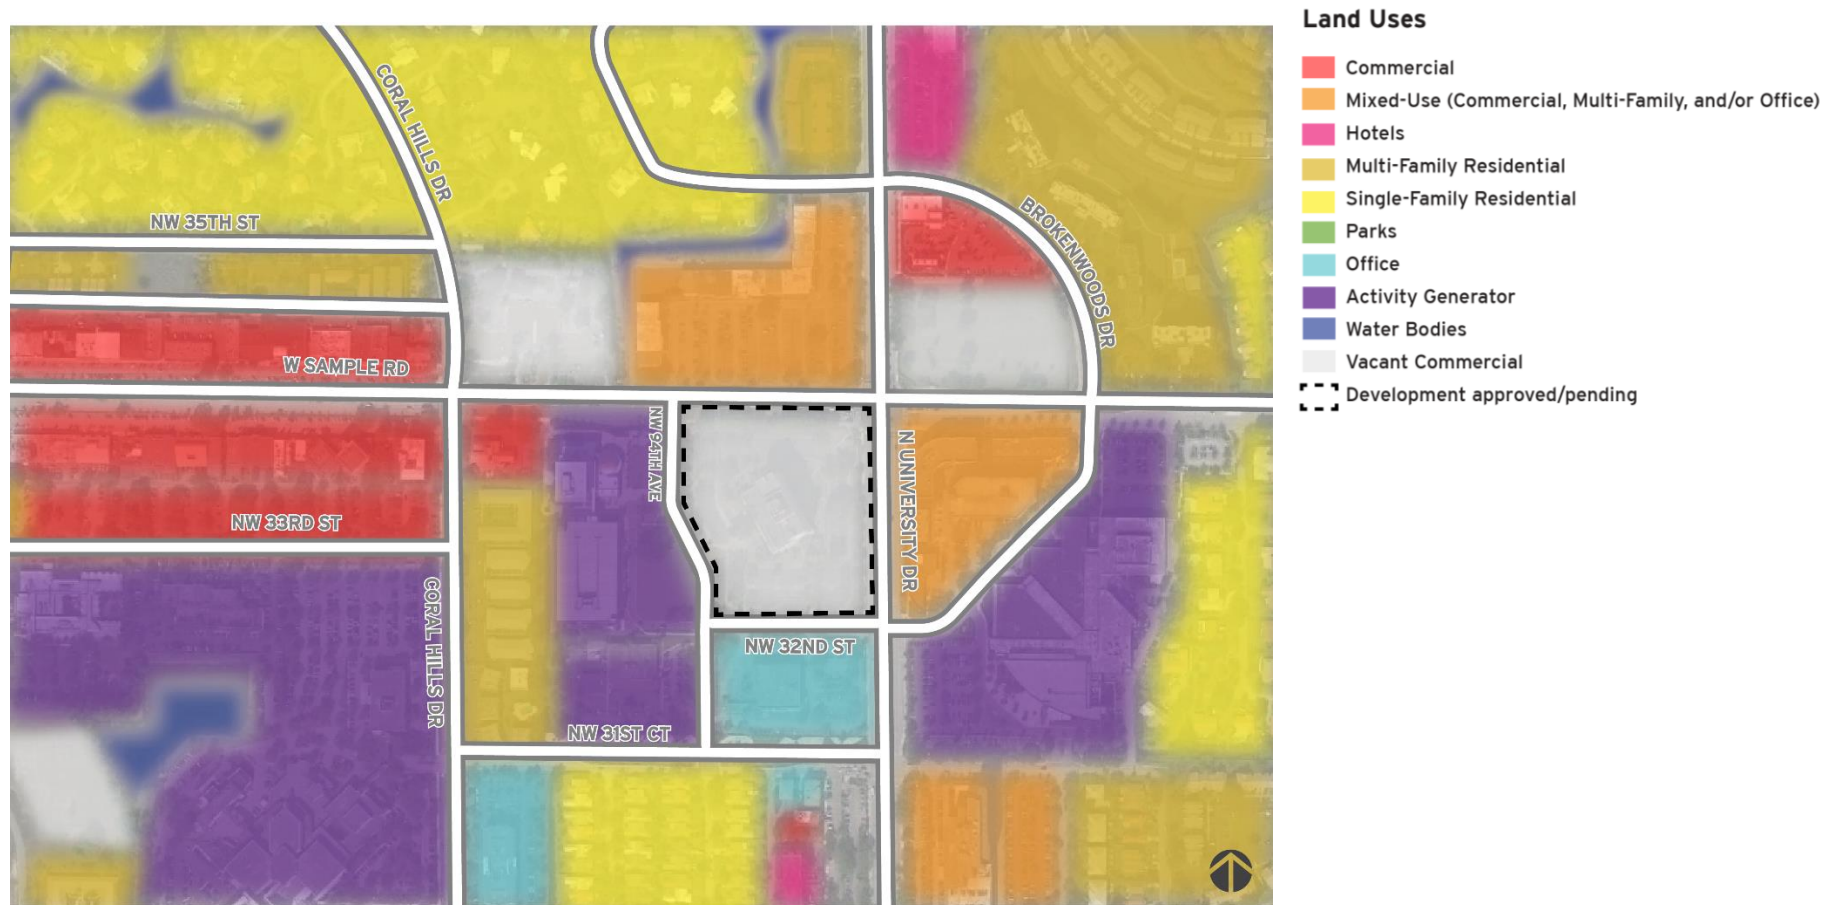 Land Uses
Commercial
Mixed-Use (Commercial, Multi-Family, and/or Office)
Hotels
Multi-Family Residential
Single-Family Residential
Parks
Office
Activity Generator
Water Bodies
Vacant Commercial
Development approved/pending
CORAL HILLS DR
NW 35TH ST
BROKENWOODS DR
W SAMPLE RD
NW 94TH AVE
N UNIVERSITY DR
NW 33RD ST
CORAL HILLS DR
NW 32ND ST
NW 31ST CT